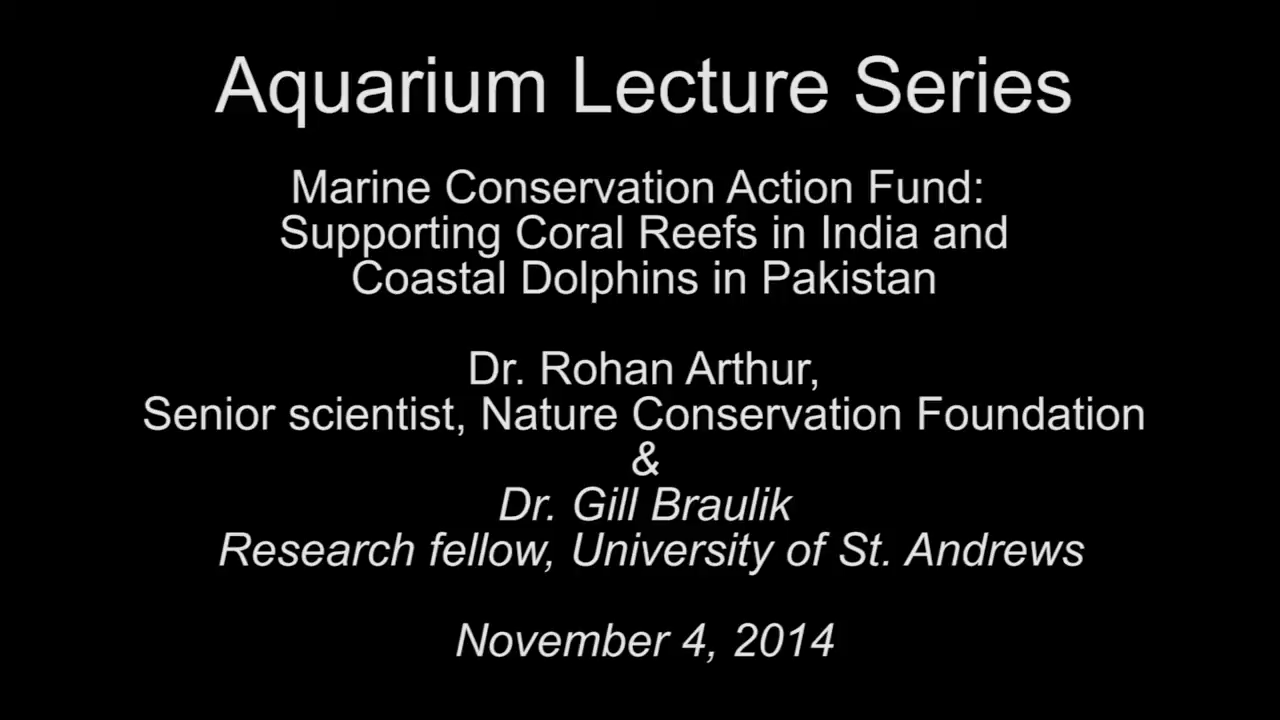 Aquarium Lecture Series
Marine Conservation Action Fund:
Supporting Coral Reefs in India and
Coastal Dolphins in Pakistan
Dr. Rohan Arthur,
Senior scientist, Nature Conservation Foundation
&
Dr. Gill Braulik
Research fellow, University of St. Andrews
November 4, 2014